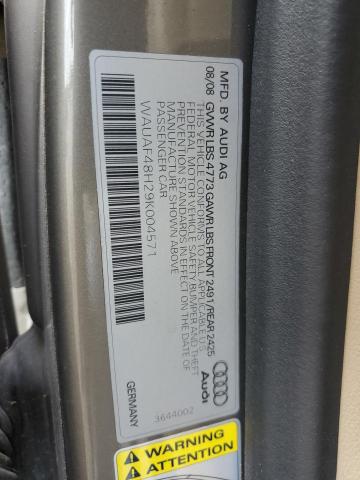 MFD. BY AUDI AG
08/08 GVWR LBS 4773 GAWR LBS FRONT 2491/REAR 2425
THIS VEHICLE CONFORMS TO ALL APPLICABLE U.S.
FEDERAL MOTOR VEHICLE SAFETY BUMPER AND THEFT
PREVENTION STANDARDS IN EFFECT ON THE DATE OF
MANUFACTURE SHOWN ABOVE
PASSENGER CAR
WAUAF48H29K004571
Audi
3644002
GERMANY
WARNING
ATTENTION